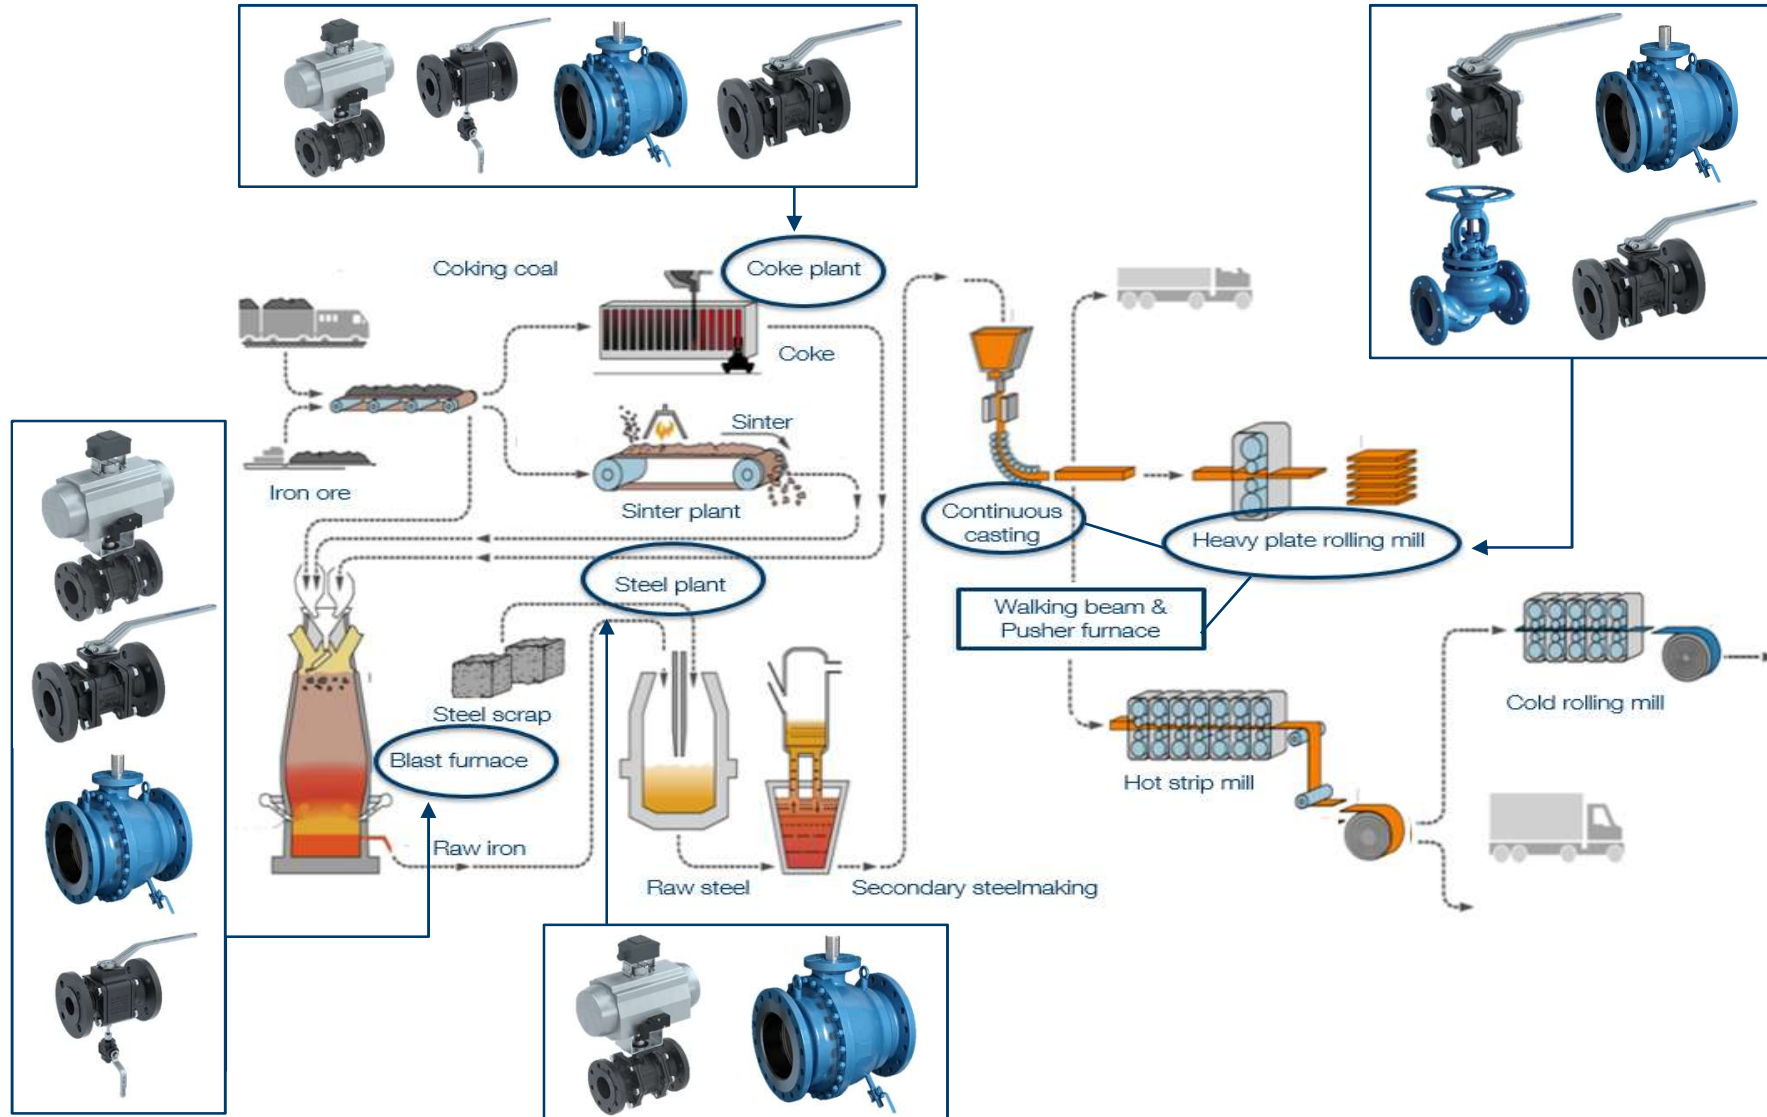 Coking coal
Coke plant
Coke
Sinter
Iron ore
Sinter plant
Continuous
casting
Heavy plate rolling mill
Steel plant
Walking beam &
Pusher furnace
Steel scrap
Cold rolling mill
Blast furnace
Hot strip mill
Raw iron
Raw steel
Secondary steelmaking